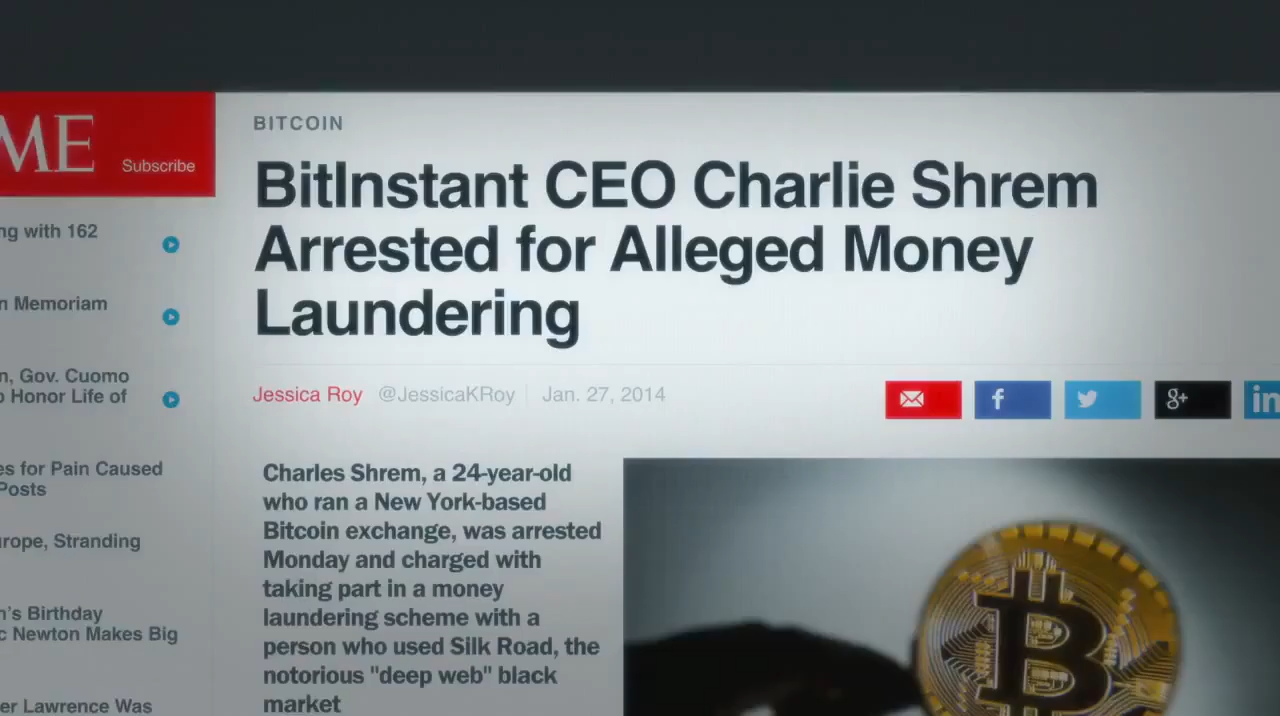 ME
Subscribe
ng with 162
n Memoriam
n, Gov. Cuomo
o Honor Life of
es for Pain Caused
Posts
urope, Stranding
n's Birthday
c Newton Makes Big
er Lawrence Was
BITCOIN
BitInstant CEO Charlie Shrem
Arrested for Alleged Money
Laundering
Jessica Roy @JessicaKRoy Jan. 27, 2014
f
8+
in
Charles Shrem, a 24-year-old
who ran a New York-based
Bitcoin exchange, was arrested
Monday and charged with
taking part in a money
laundering scheme with a
person who used Silk Road, the
notorious "deep web" black
market